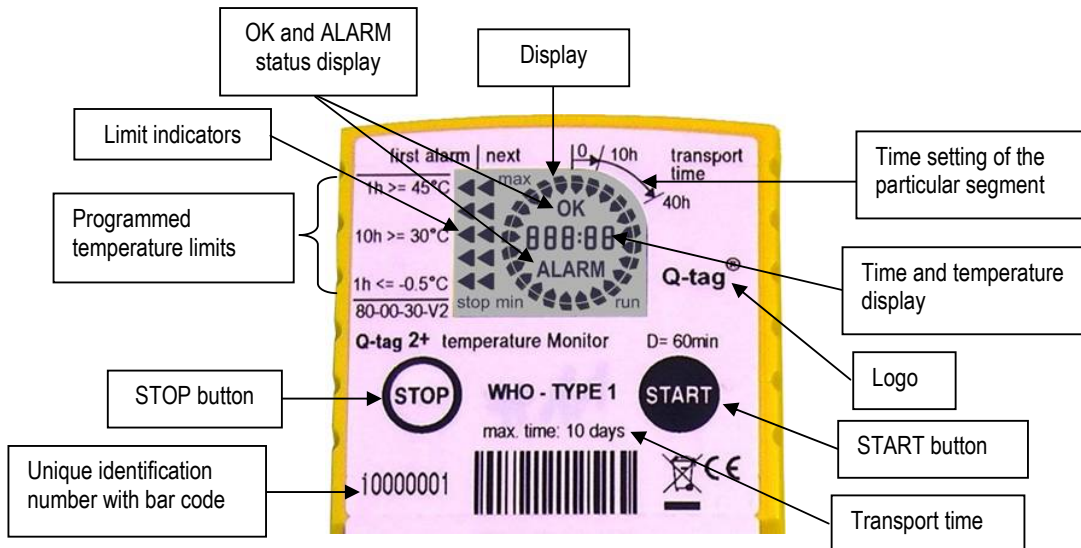 OK and ALARM
status display
Display
Limit indicators
Time setting of the
particular segment
Programmed
temperature limits
first alarm | next
0
10h
transport
time
40h
1h >= 45°C
max
OK
10h >= 30°C
888:88
ALARM
1h <= -0.5°C
80-00-30-V2
stop min
run
Q-tag®
Time and temperature
display
Q-tag 2+ temperature Monitor
D= 60min
Logo
STOP button
STOP
WHO - TYPE 1
START
max. time: 10 days
START button
Unique identification
number with bar code
i0000001
CE
Transport time